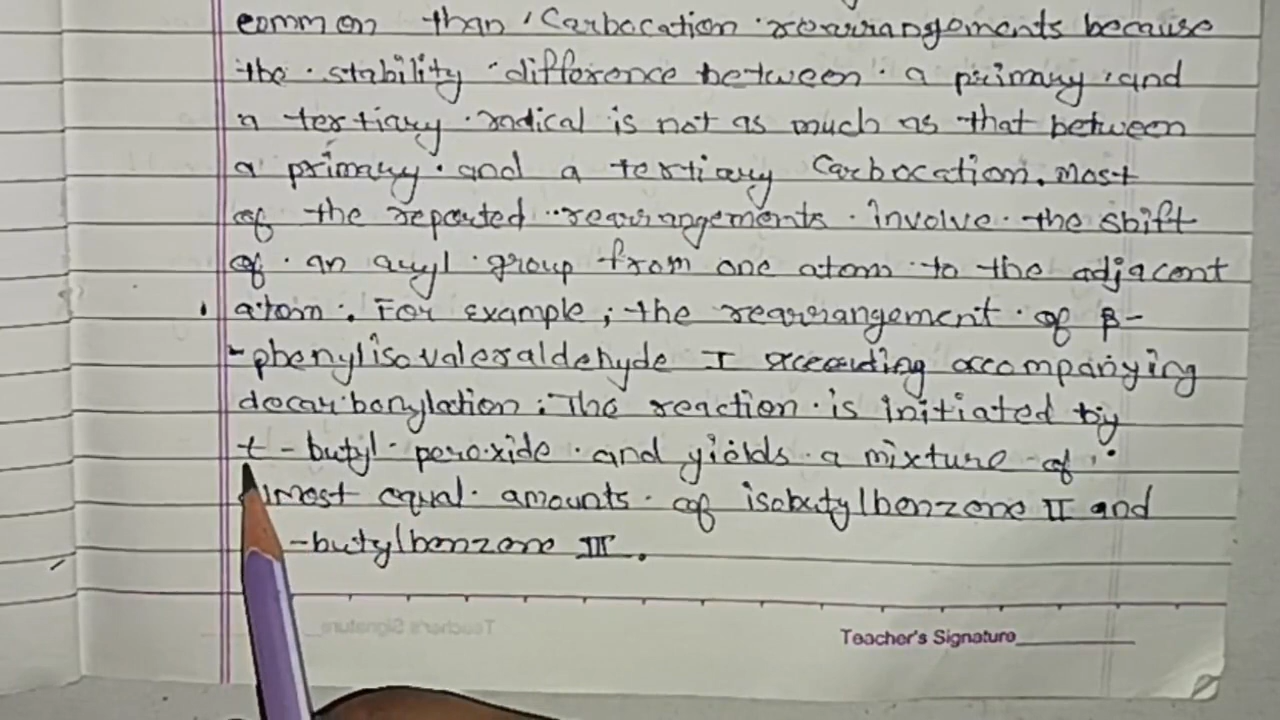 common than carbocation rearrangements because
the stability difference between a primary and
a tertiary radical is not as much as that between
a primary and a tertiary carbocation. Most
of the reported rearrangements involve the shift
of an aryl group from one atom to the adjacent
atom. For example, the rearrangement of β-
-phenylisovaleraldehyde I accompanying
decarbonylation. The reaction is initiated by
t-butyl peroxide and yields a mixture of
almost equal amounts of isobutylbenzene II and
-butylbenzene III.
Teacher's Signature
Teacher's Signature